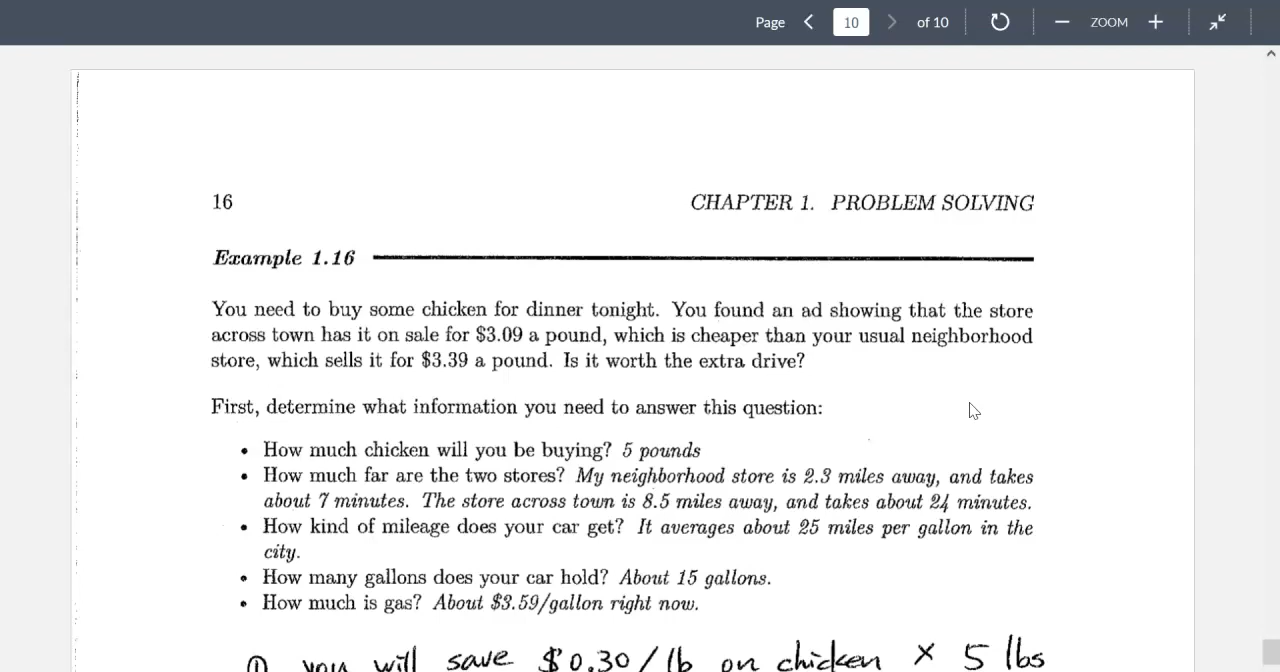 Page 10 of 10 ZOOM
16 CHAPTER 1. PROBLEM SOLVING
Example 1.16
You need to buy some chicken for dinner tonight. You found an ad showing that the store
across town has it on sale for $3.09 a pound, which is cheaper than your usual neighborhood
store, which sells it for $3.39 a pound. Is it worth the extra drive?
First, determine what information you need to answer this question:
• How much chicken will you be buying? 5 pounds
• How much far are the two stores? My neighborhood store is 2.3 miles away, and takes
about 7 minutes. The store across town is 8.5 miles away, and takes about 24 minutes.
• How kind of mileage does your car get? It averages about 25 miles per gallon in the
city.
• How many gallons does your car hold? About 15 gallons.
• How much is gas? About $3.59/gallon right now.
① you will save $0.30/lb on chicken × 5 lbs